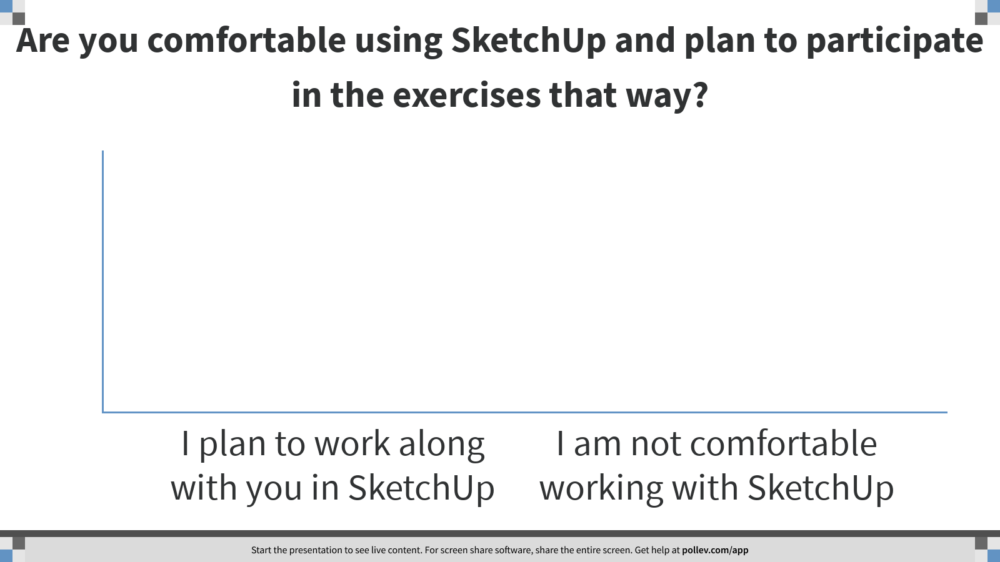 Are you comfortable using SketchUp and plan to participate
in the exercises that way?
I plan to work along
with you in SketchUp
I am not comfortable
working with SketchUp
Start the presentation to see live content. For screen share software, share the entire screen. Get help at pollev.com/app